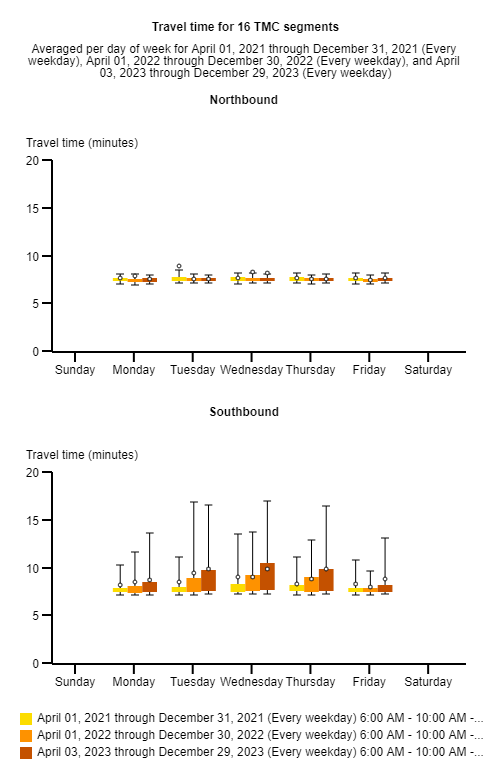 Travel time for 16 TMC segments
Averaged per day of week for April 01, 2021 through December 31, 2021 (Every
weekday), April 01, 2022 through December 30, 2022 (Every weekday), and April
03, 2023 through December 29, 2023 (Every weekday)
Northbound
Travel time (minutes)
20
15
10
5
0
Sunday Monday Tuesday Wednesday Thursday Friday Saturday
Southbound
Travel time (minutes)
20
15
10
5
0
Sunday Monday Tuesday Wednesday Thursday Friday Saturday
April 01, 2021 through December 31, 2021 (Every weekday) 6:00 AM - 10:00 AM -...
April 01, 2022 through December 30, 2022 (Every weekday) 6:00 AM - 10:00 AM -...
April 03, 2023 through December 29, 2023 (Every weekday) 6:00 AM - 10:00 AM -...